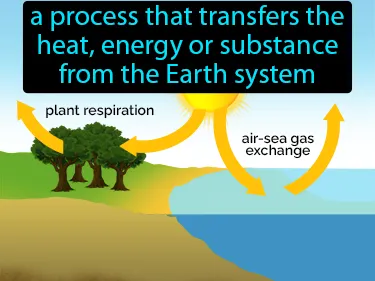 a process that transfers the
heat, energy or substance
from the Earth system
plant respiration
air-sea gas
exchange